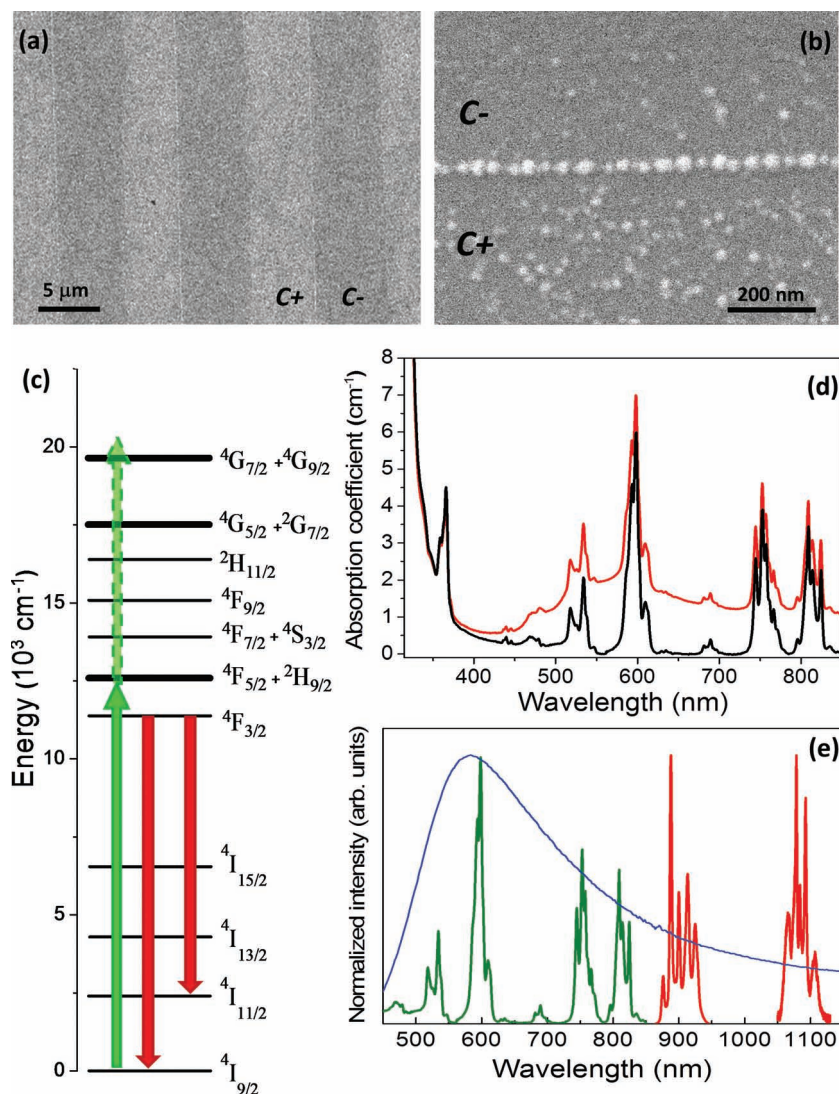 (a)
5 μm
C+
C-
(b)
C-
C+
200 nm
(c)
Energy (10³ cm⁻¹)
20
15
10
5
0
⁴G₇/₂ + ⁴G₉/₂
⁴G₅/₂ + ²G₇/₂
²H₁₁/₂
⁴F₉/₂
⁴F₇/₂ + ⁴S₃/₂
⁴F₅/₂ + ²H₉/₂
⁴F₃/₂
⁴I₁₅/₂
⁴I₁₃/₂
⁴I₁₁/₂
⁴I₉/₂
(d)
Absorption coefficient (cm⁻¹)
8
7
6
5
4
3
2
1
0
400 500 600 700 800
Wavelength (nm)
(e)
Normalized intensity (arb. units)
500 600 700 800 900 1000 1100
Wavelength (nm)